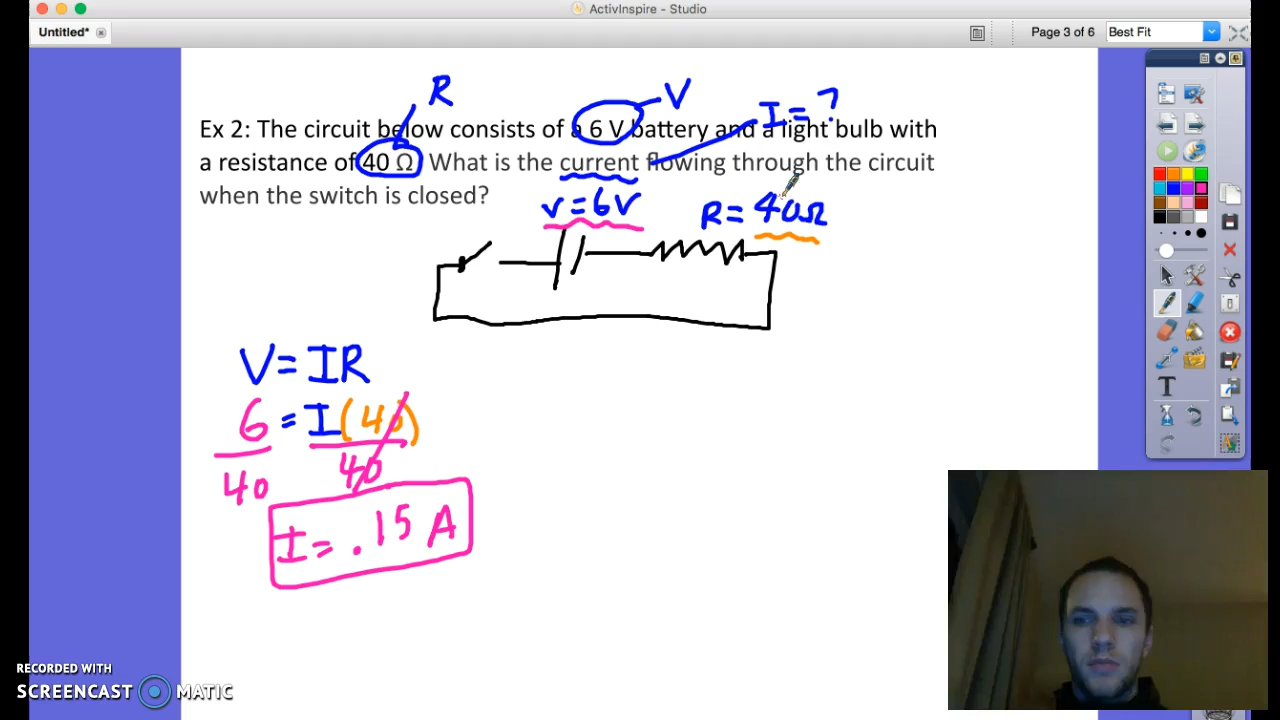 ActivInspire - Studio
Untitled*
Page 3 of 6
Best Fit
R
V
I = ?
Ex 2: The circuit below consists of a 6 V battery and a light bulb with
a resistance of 40 Ω. What is the current flowing through the circuit
when the switch is closed?
V = 6V
R = 40Ω
V = IR
6 = I(40)
40 40
I = .15 A
T
RECORDED WITH
SCREENCAST MATIC